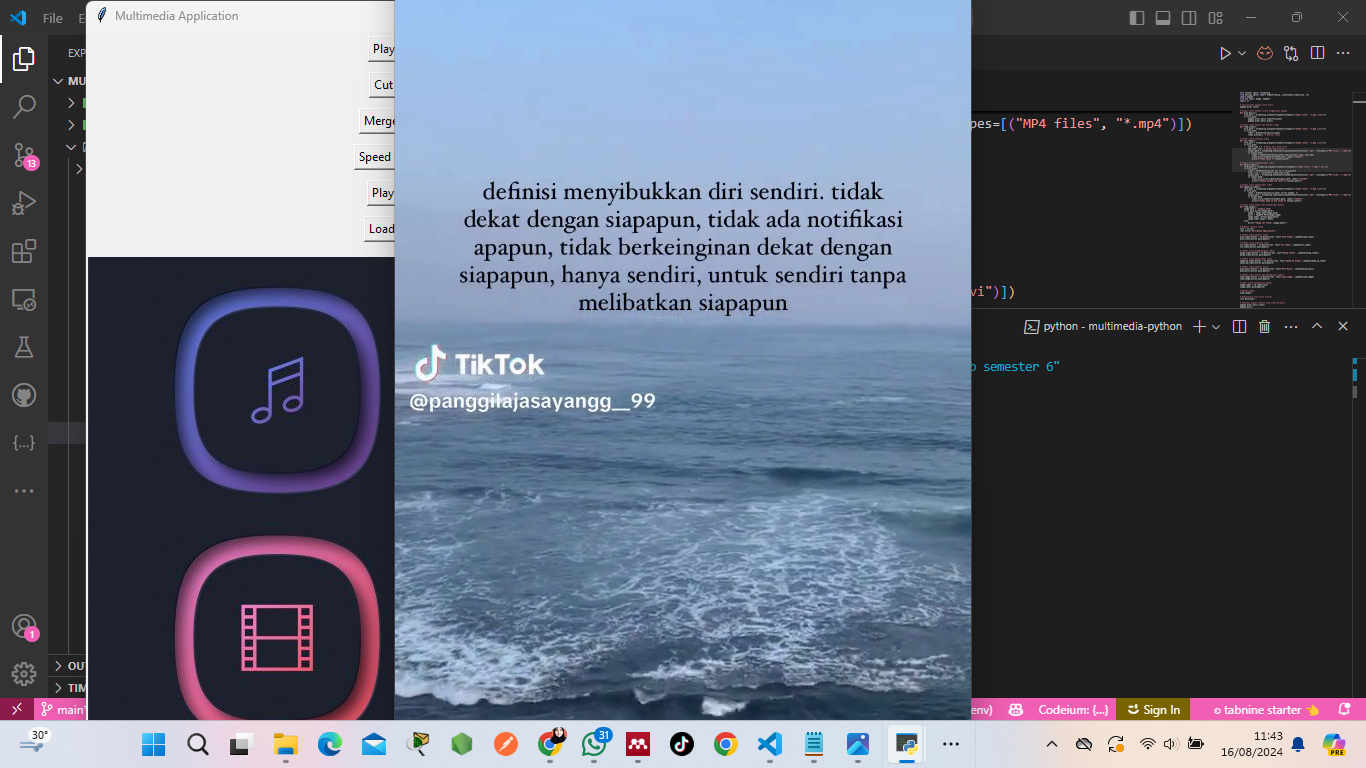 File
Multimedia Application
Play
Cut
Merge
Speed
Play
Load
definisi menyibukkan diri sendiri. tidak
dekat dengan siapapun, tidak ada notifikasi
apapun, tidak berkeinginan dekat dengan
siapapun, hanya sendiri, untuk sendiri tanpa
melibatkan siapapun
TikTok
@panggilajasayangg__99
EXP
MU
13
1
OU
TIM
main
pes=[("MP4 files", "*.mp4")])
vi")])
python - multimedia-python
semester 6"
env)
Codeium: {...}
Sign In
tabnine starter
30°
31
11:43
16/08/2024
PRE